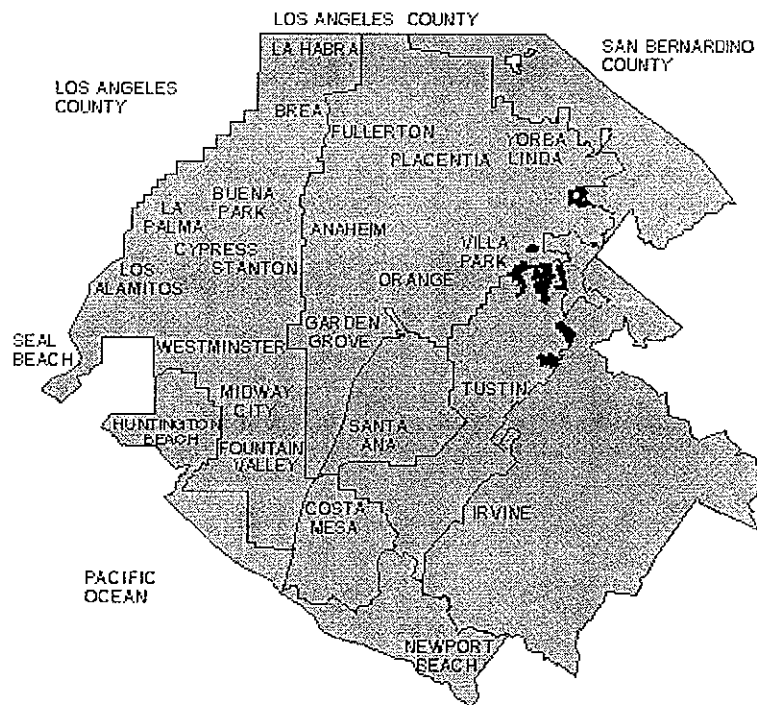 LOS ANGELES COUNTY
LA HABRA
SAN BERNARDINO
COUNTY
LOS ANGELES
COUNTY
BREA
FULLERTON
YORBA
LINDA
PLACENTIA
BUENA
PARK
LA
PALMA
ANAHEIM
VILLA
PARK
CYPRESS
STANTON
LOS
ALAMITOS
ORANGE
GARDEN
GROVE
SEAL
BEACH
WESTMINSTER
TUSTIN
MIDWAY
CITY
HUNTINGTON
BEACH
SANTA
ANA
FOUNTAIN
VALLEY
COSTA
MESA
IRVINE
PACIFIC
OCEAN
NEWPORT
BEACH